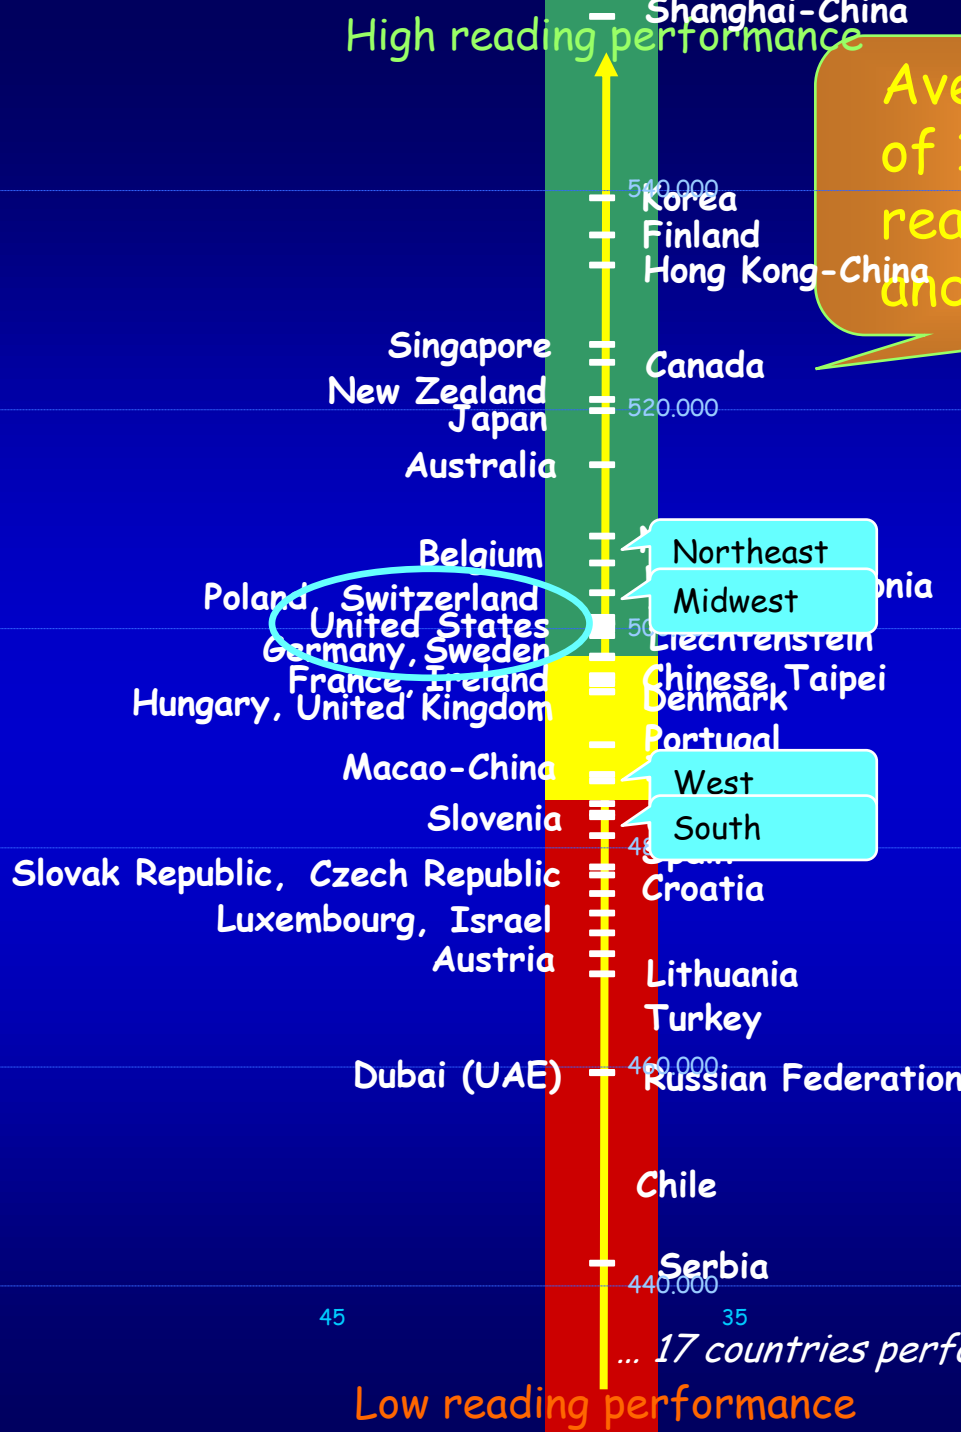 Shanghai-China
High reading performance
540.000
Korea
Finland
Hong Kong-China
Singapore
Canada
New Zealand
520.000
Japan
Australia
Northeast
Belgium
Midwest
Poland, Switzerland
United States
Liechtenstein
Germany, Sweden
France, Ireland
Chinese Taipei
Denmark
Hungary, United Kingdom
Portugal
Macao-China
West
Slovenia
South
Spain
Slovak Republic, Czech Republic
Croatia
Luxembourg, Israel
Austria
Lithuania
Turkey
460.000
Dubai (UAE)
Russian Federation
Chile
Serbia
440.000
45
35
... 17 countries
Low reading performance